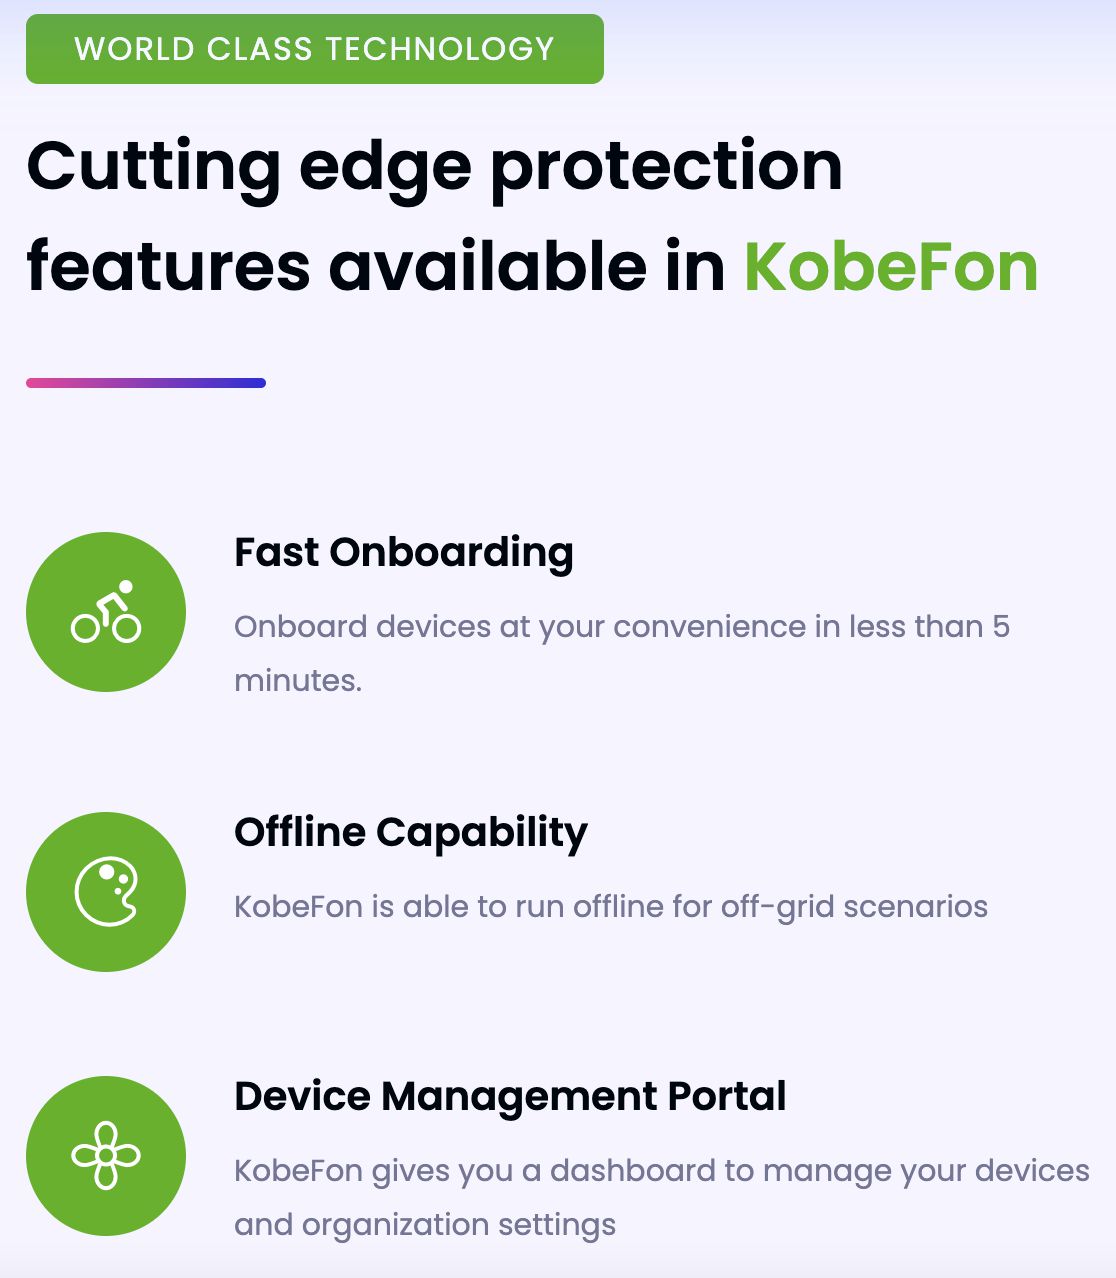 WORLD CLASS TECHNOLOGY
Cutting edge protection
features available in KobeFon
Fast Onboarding
Onboard devices at your convenience in less than 5
minutes.
Offline Capability
KobeFon is able to run offline for off-grid scenarios
Device Management Portal
KobeFon gives you a dashboard to manage your devices
and organization settings